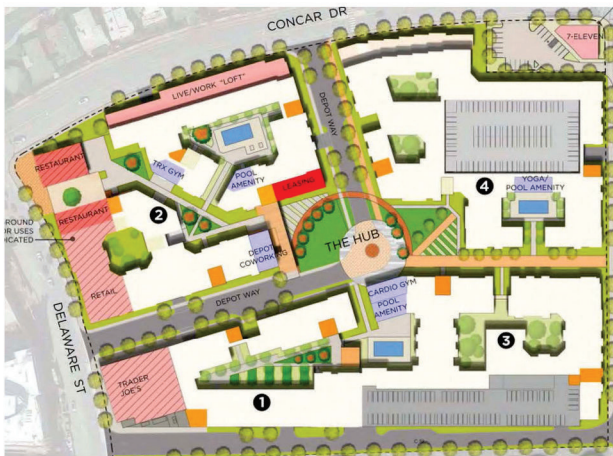 CONCAR DR
7-ELEVEN
LIVE/WORK "LOFT"
DEPOT WAY
RESTAURANT
TRX GYM
POOL
AMENITY
LEASING
YOGA/
POOL AMENITY
4
RESTAURANT
2
ROUND
OR USES
DICATED
THE HUB
DEPOT
COWORKING
RETAIL
DEPOT WAY
CARDIO GYM
POOL
AMENITY
DELAWARE ST
3
TRADER
JOE'S
1